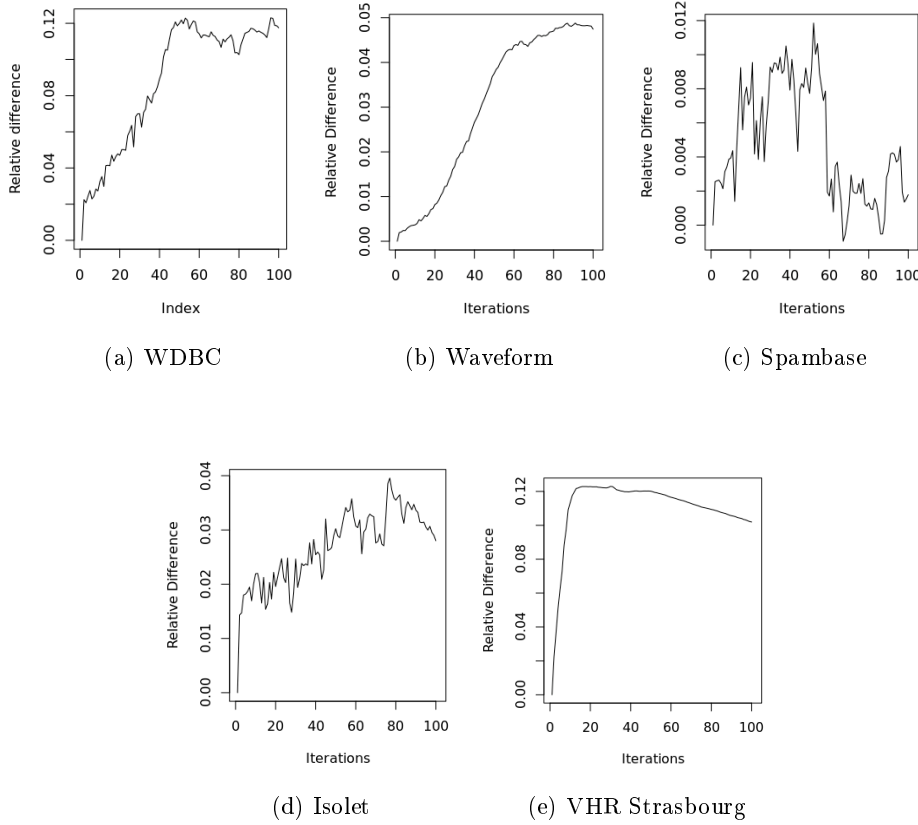 Relative difference
0.00 0.04 0.08 0.12
0 20 40 60 80 100
Index
(a) WDBC
Relative Difference
0.00 0.01 0.02 0.03 0.04 0.05
0 20 40 60 80 100
Iterations
(b) Waveform
Relative Difference
0.000 0.004 0.008 0.012
0 20 40 60 80 100
Iterations
(c) Spambase
Relative Difference
0.00 0.01 0.02 0.03 0.04
0 20 40 60 80 100
Iterations
(d) Isolet
Relative Difference
0.00 0.04 0.08 0.12
0 20 40 60 80 100
Iterations
(e) VHR Strasbourg